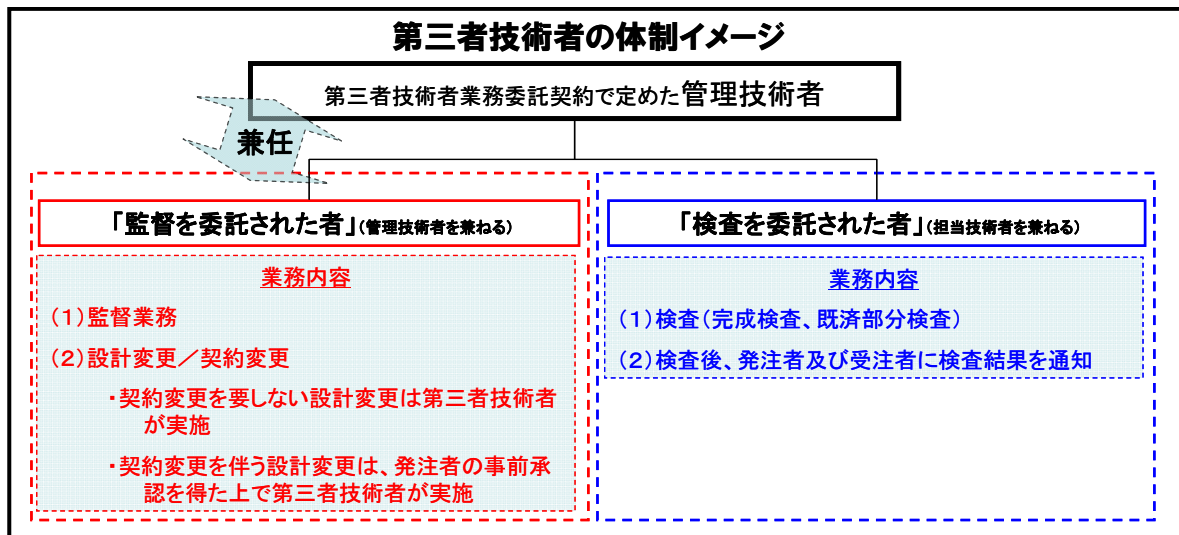 第三者技術者の体制イメージ
第三者技術者業務委託契約で定めた管理技術者
兼任
「監督を委託された者」(管理技術者を兼ねる)
業務内容
(1)監督業務
(2)設計変更/契約変更
・契約変更を要しない設計変更は第三者技術者
が実施
・契約変更を伴う設計変更は、発注者の事前承
認を得た上で第三者技術者が実施
「検査を委託された者」(担当技術者を兼ねる)
業務内容
(1)検査(完成検査、既済部分検査)
(2)検査後、発注者及び受注者に検査結果を通知